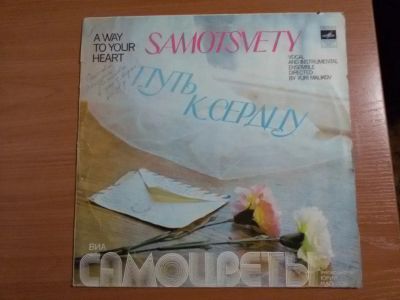 A WAY
TO YOUR
HEART
SAMOTSVETY
VOCAL
AND INSTRUMENTAL
ENSEMBLE
DIRECTED
BY YURI MALIKOV
ПУТЬ
К СЕРДЦУ
ВИА
САМОЦВЕТЫ